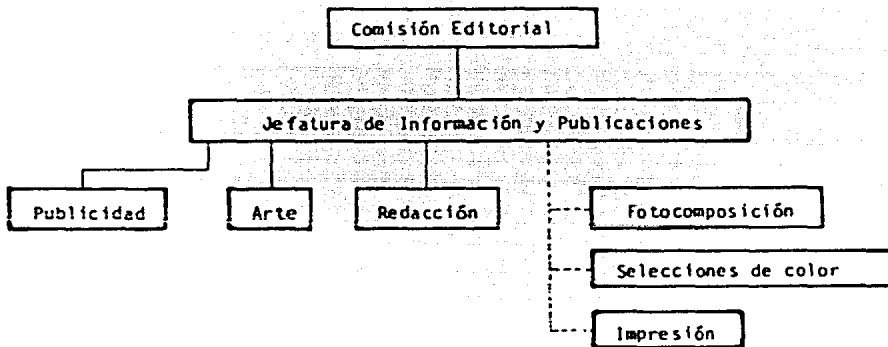 Comisión Editorial
Jefatura de Información y Publicaciones
Publicidad
Arte
Redacción
Fotocomposición
Selecciones de color
Impresión